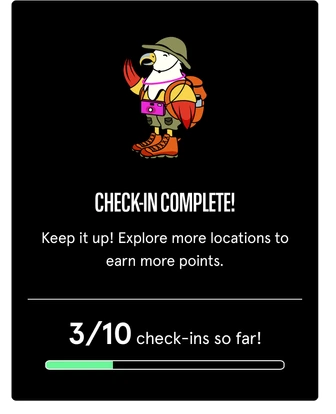 CHECK-IN COMPLETE!
Keep it up! Explore more locations to
earn more points.
3/10 check-ins so far!